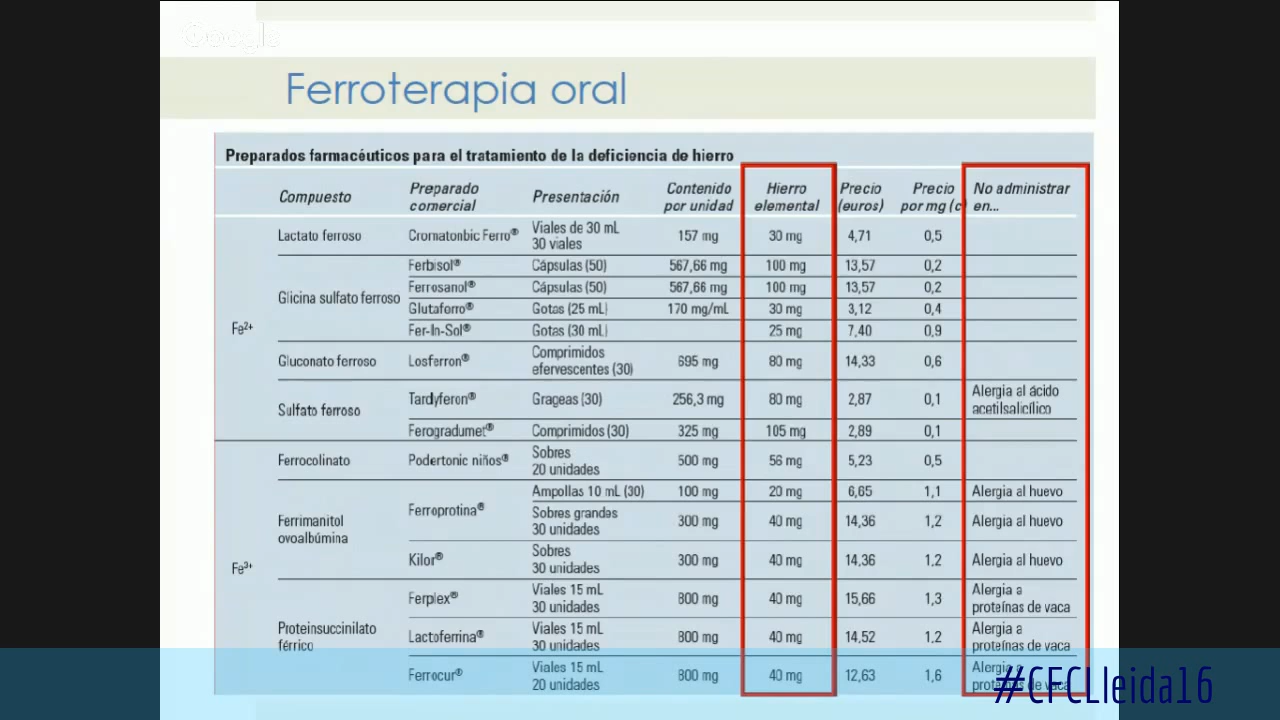 Google
Ferroterapia oral
Preparados farmacéuticos para el tratamiento de la deficiencia de hierro
Compuesto Preparado comercial Presentación Contenido por unidad Hierro elemental Precio (euros) Precio por mg (c No administrar en...
Fe2+
Lactato ferroso Cromatonbic Ferro® Viales de 30 mL 30 viales 157 mg 30 mg 4,71 0,5
Glicina sulfato ferroso Ferbisol® Cápsulas (50) 567,66 mg 100 mg 13,57 0,2
Ferrosanol® Cápsulas (50) 567,66 mg 100 mg 13,57 0,2
Glutaferro® Gotas (25 mL) 170 mg/mL 30 mg 3,12 0,4
Fer-In-Sol® Gotas (30 mL) 25 mg 7,40 0,9
Gluconato ferroso Losferron® Comprimidos efervescentes (30) 695 mg 80 mg 14,33 0,6
Sulfato ferroso Tardyferon® Grageas (30) 256,3 mg 80 mg 2,87 0,1 Alergia al ácido acetilsalicílico
Ferogradumet® Comprimidos (30) 325 mg 105 mg 2,89 0,1
Fe3+
Ferrocolinato Podertonic niños® Sobres 20 unidades 500 mg 56 mg 5,23 0,5
Ferrimanitol ovoalbúmina Ferroprotina® Ampollas 10 mL (30) 100 mg 20 mg 6,65 1,1 Alergia al huevo
Sobres grandes 30 unidades 300 mg 40 mg 14,36 1,2 Alergia al huevo
Kilor® Sobres 30 unidades 300 mg 40 mg 14,36 1,2 Alergia al huevo
Proteinsuccinilato férrico Ferplex® Viales 15 mL 30 unidades 800 mg 40 mg 15,66 1,3 Alergia a proteínas de vaca
Lactoferrina® Viales 15 mL 30 unidades 800 mg 40 mg 14,52 1,2 Alergia a proteínas de vaca
Ferrocur® Viales 15 mL 20 unidades 800 mg 40 mg 12,63 1,6 Alergia a proteínas de vaca
#CFCLleida16